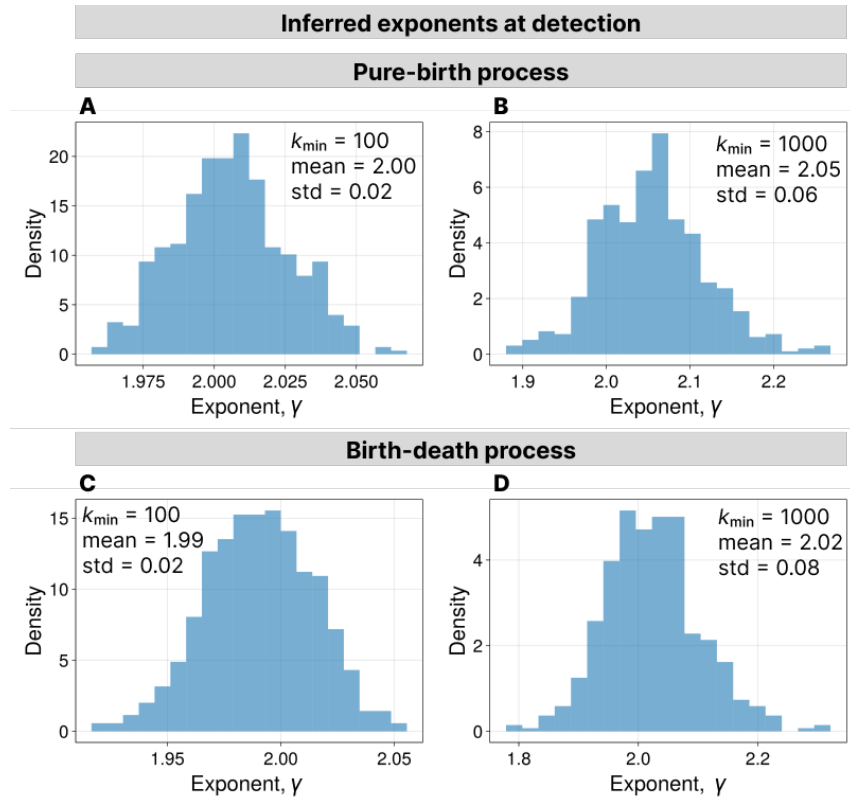 Inferred exponents at detection
Pure-birth process
A
B
k_min = 100
mean = 2.00
std = 0.02
k_min = 1000
mean = 2.05
std = 0.06
Density
20
15
10
5
0
1.975 2.000 2.025 2.050
Exponent, γ
Density
8
6
4
2
0
1.9 2.0 2.1 2.2
Exponent, γ
Birth-death process
C
D
k_min = 100
mean = 1.99
std = 0.02
k_min = 1000
mean = 2.02
std = 0.08
Density
15
10
5
0
1.95 2.00 2.05
Exponent, γ
Density
4
2
0
1.8 2.0 2.2
Exponent, γ